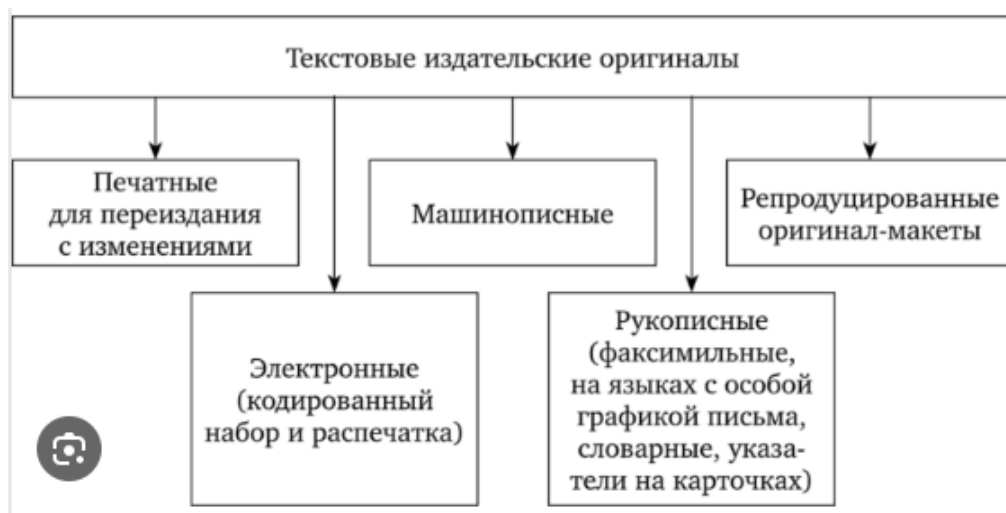 Текстовые издательские оригиналы
Печатные
для переиздания
с изменениями
Машинописные
Репродуцированные
оригинал-макеты
Электронные
(кодированный
набор и распечатка)
Рукописные
(факсимильные,
на языках с особой
графикой письма,
словарные, указа-
тели на карточках)